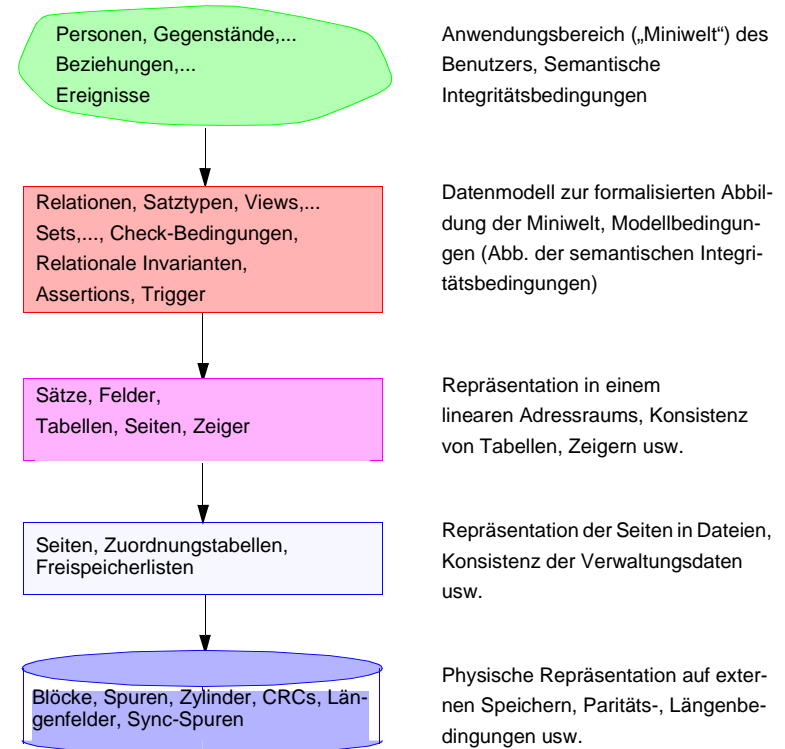 Personen, Gegenstände,...
Beziehungen,...
Ereignisse
Anwendungsbereich („Miniwelt“) des
Benutzers, Semantische
Integritätsbedingungen
Relationen, Satztypen, Views,...
Sets,..., Check-Bedingungen,
Relationale Invarianten,
Assertions, Trigger
Datenmodell zur formalisierten Abbil-
dung der Miniwelt, Modellbedingun-
gen (Abb. der semantischen Integri-
tätsbedingungen)
Sätze, Felder,
Tabellen, Seiten, Zeiger
Repräsentation in einem
linearen Adressraums, Konsistenz
von Tabellen, Zeigern usw.
Seiten, Zuordnungstabellen,
Freispeicherlisten
Repräsentation der Seiten in Dateien,
Konsistenz der Verwaltungsdaten
usw.
Blöcke, Spuren, Zylinder, CRCs, Län-
genfelder, Sync-Spuren
Physische Repräsentation auf exter-
nen Speichern, Paritäts-, Längenbe-
dingungen usw.